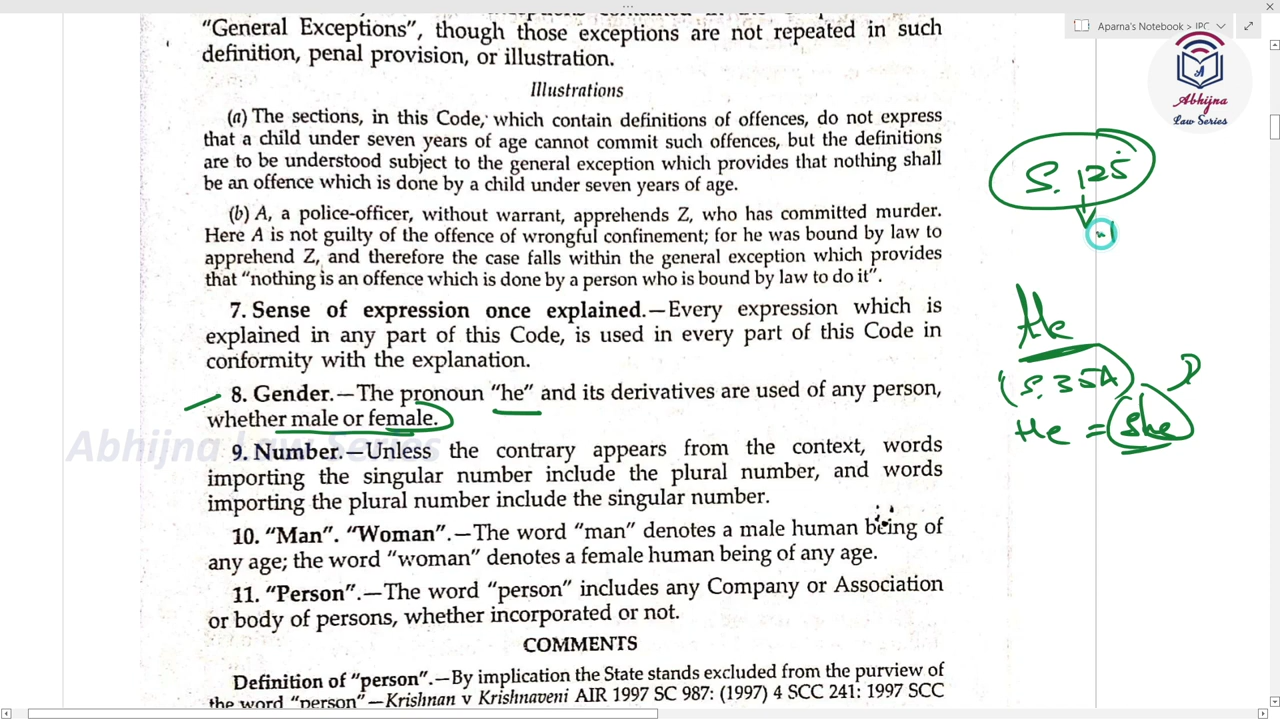 Aparna's Notebook > IPC
Abhijna
Law Series
"General Exceptions", though those exceptions are not repeated in such
definition, penal provision, or illustration.
Illustrations
(a) The sections, in this Code, which contain definitions of offences, do not express
that a child under seven years of age cannot commit such offences, but the definitions
are to be understood subject to the general exception which provides that nothing shall
be an offence which is done by a child under seven years of age.
(b) A, a police-officer, without warrant, apprehends Z, who has committed murder.
Here A is not guilty of the offence of wrongful confinement; for he was bound by law to
apprehend Z, and therefore the case falls within the general exception which provides
that "nothing is an offence which is done by a person who is bound by law to do it".
7. Sense of expression once explained.—Every expression which is
explained in any part of this Code, is used in every part of this Code in
conformity with the explanation.
8. Gender.—The pronoun "he" and its derivatives are used of any person,
whether male or female.
Abhijna Law Series
9. Number.—Unless the contrary appears from the context, words
importing the singular number include the plural number, and words
importing the plural number include the singular number.
10. "Man". "Woman".—The word "man" denotes a male human being of
any age; the word "woman" denotes a female human being of any age.
11. "Person".—The word "person" includes any Company or Association
or body of persons, whether incorporated or not.
COMMENTS
Definition of "person".—By implication the State stands excluded from the purview of
the word "person"—Krishnan v Krishnaveni AIR 1997 SC 987: (1997) 4 SCC 241: 1997 SCC
S. 125
He
(S. 354)
He = she